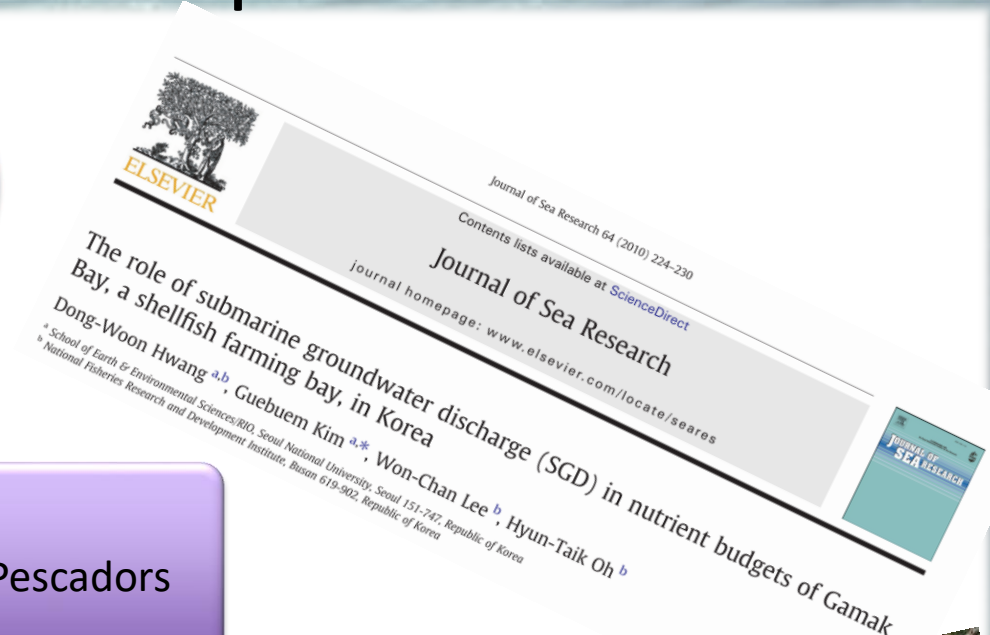 ELSEVIER
Journal of Sea Research 64 (2010) 224–230
Contents lists available at ScienceDirect
Journal of Sea Research
journal homepage: www.elsevier.com/locate/seares
JOURNAL OF
SEA RESEARCH
The role of submarine groundwater discharge (SGD) in nutrient budgets of Gamak
Bay, a shellfish farming bay, in Korea
Dong-Woon Hwang a,b, Guebuem Kim a,*, Won-Chan Lee b, Hyun-Taik Oh b
a School of Earth & Environmental Sciences/RIO, Seoul National University, Seoul 151-747, Republic of Korea
b National Fisheries Research and Development Institute, Busan 619-902, Republic of Korea
Pescadors